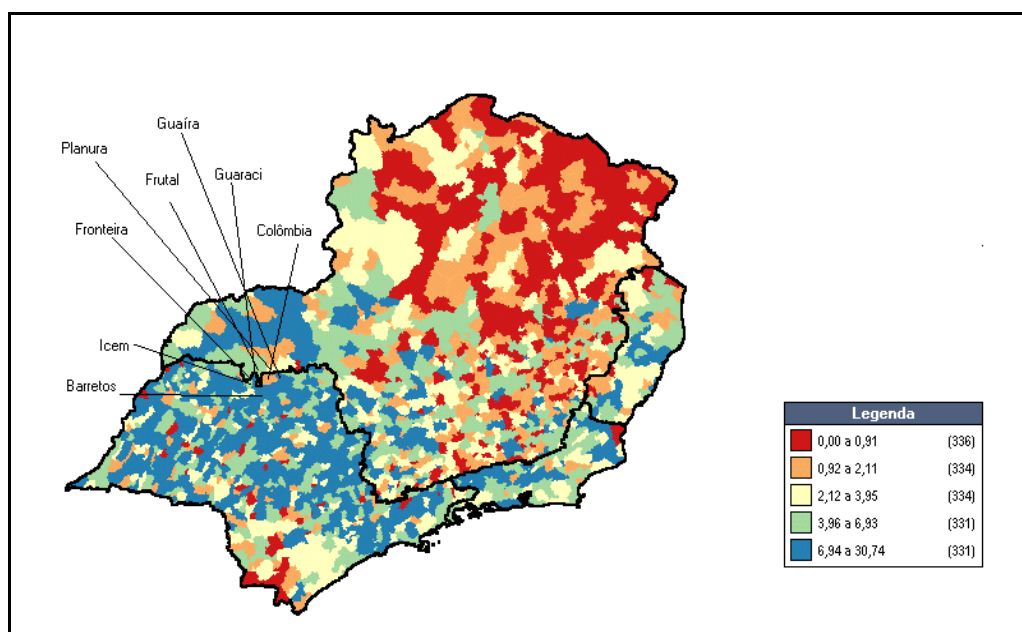 Guaíra
Planura
Frutal
Guaraci
Fronteira
Colômbia
Icem
Barretos
Legenda
0,00 a 0,91 (336)
0,92 a 2,11 (334)
2,12 a 3,95 (334)
3,96 a 6,93 (331)
6,94 a 30,74 (331)